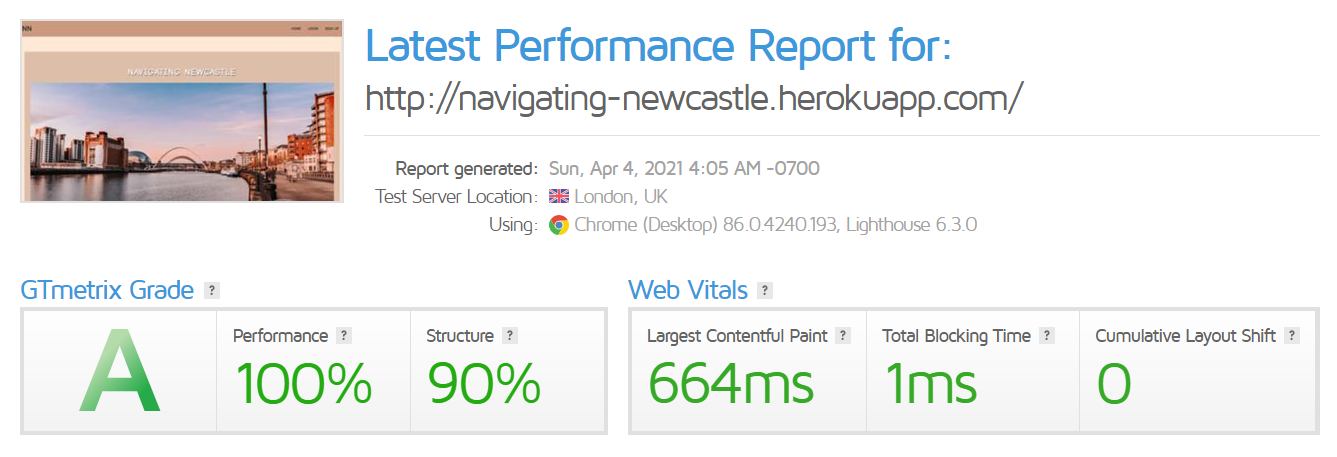 Latest Performance Report for:
http://navigating-newcastle.herokuapp.com/
NN
HOME LOGIN SIGN UP
NAVIGATING NEWCASTLE
Report generated: Sun, Apr 4, 2021 4:05 AM -0700
Test Server Location: London, UK
Using: Chrome (Desktop) 86.0.4240.193, Lighthouse 6.3.0
GTmetrix Grade ?
A
Performance ?
100%
Structure ?
90%
Web Vitals ?
Largest Contentful Paint ?
664ms
Total Blocking Time ?
1ms
Cumulative Layout Shift ?
0